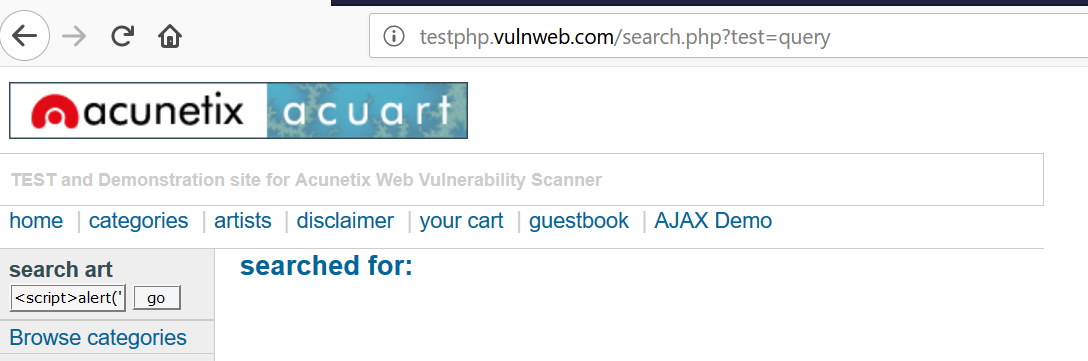 testphp.vulnweb.com/search.php?test=query
acunetix acuart
TEST and Demonstration site for Acunetix Web Vulnerability Scanner
home | categories | artists | disclaimer | your cart | guestbook | AJAX Demo
search art
<script>alert(' go
Browse categories
searched for: